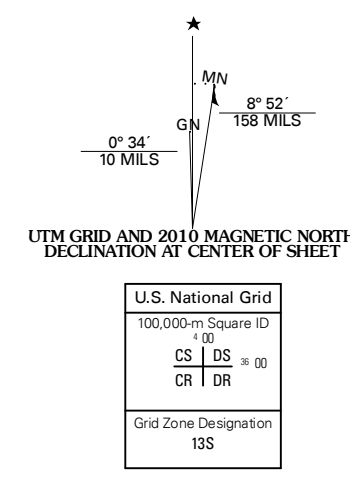 ★
MN
GN
8° 52´
158 MILS
0° 34´
10 MILS
UTM GRID AND 2010 MAGNETIC NORTH
DECLINATION AT CENTER OF SHEET
U.S. National Grid
100,000-m Square ID
4 00
CS DS 36 00
CR DR
Grid Zone Designation
13S